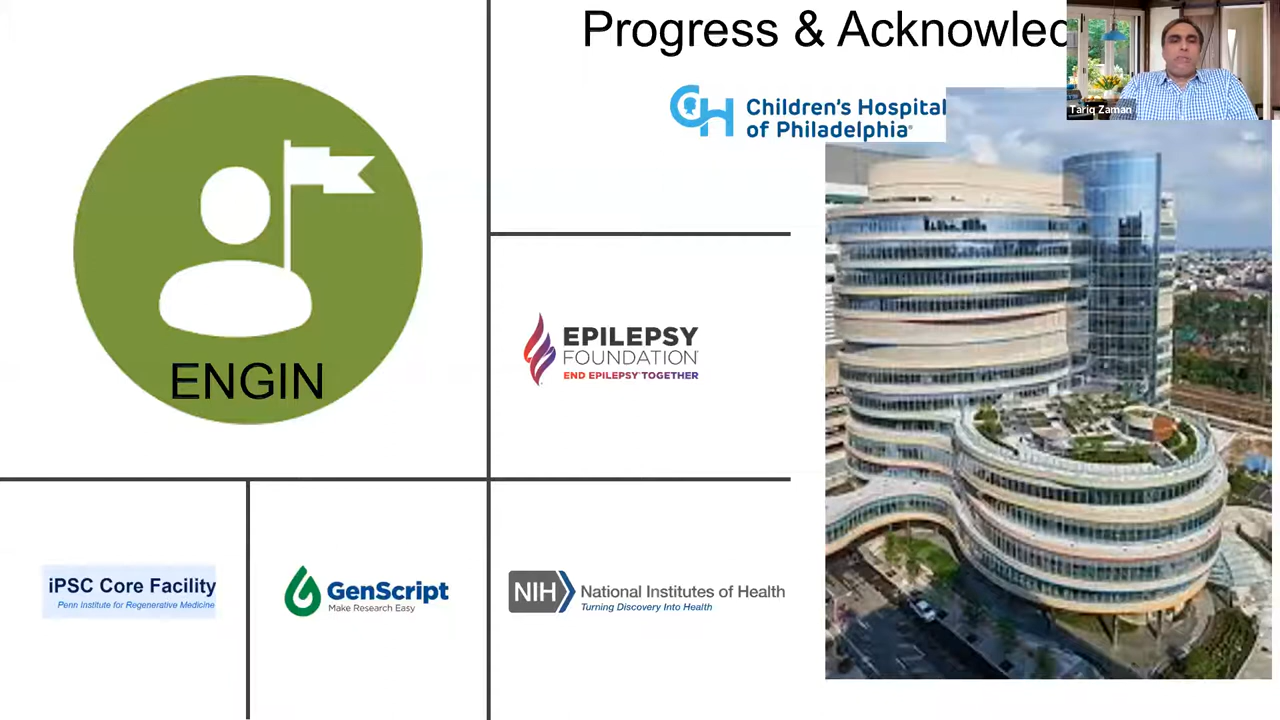 Progress & Acknowled
Tariq Zaman
Children's Hospital
of Philadelphia®
ENGIN
EPILEPSY
FOUNDATION
END EPILEPSY TOGETHER
iPSC Core Facility
Penn Institute for Regenerative Medicine
GenScript
Make Research Easy
NIH
National Institutes of Health
Turning Discovery Into Health